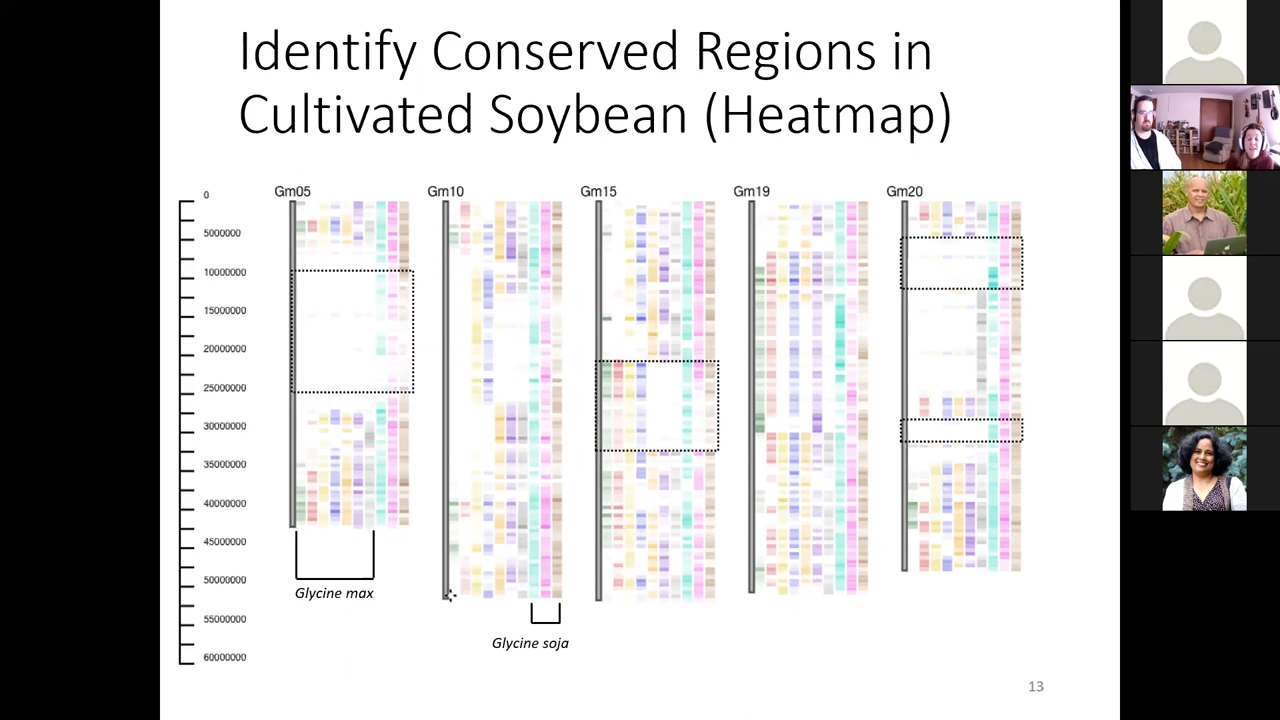 Identify Conserved Regions in
Cultivated Soybean (Heatmap)
Gm05
Gm10
Gm15
Gm19
Gm20
0
5000000
10000000
15000000
20000000
25000000
30000000
35000000
40000000
45000000
50000000
55000000
60000000
Glycine max
Glycine soja
13